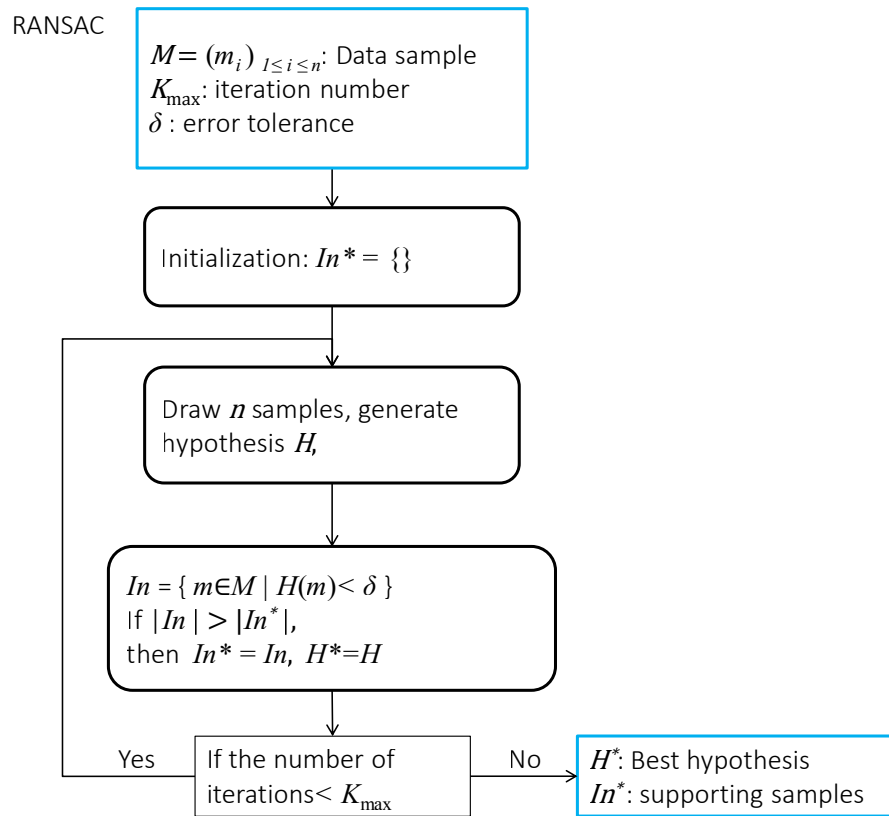 RANSAC
M = (m_i) _{1≤i≤n}: Data sample
K_max: iteration number
δ : error tolerance
Initialization: In* = {}
Draw n samples, generate
hypothesis H,
In = { m∈M | H(m)< δ }
If |In | > |In*|,
then In* = In, H*=H
Yes
If the number of
iterations< K_max
No
H*: Best hypothesis
In*: supporting samples